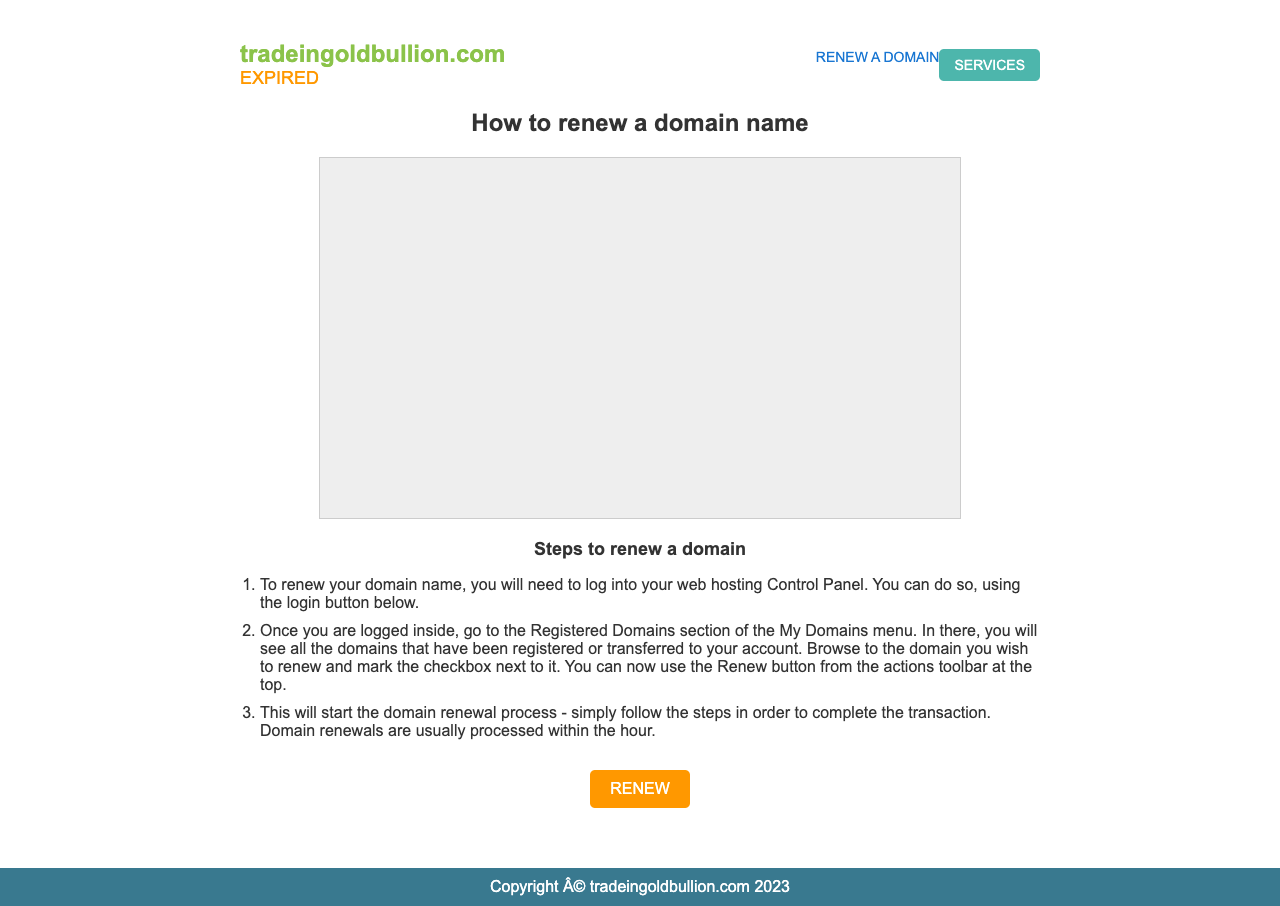 tradeingoldbullion.com
EXPIRED
RENEW A DOMAIN
SERVICES
How to renew a domain name
Steps to renew a domain
1. To renew your domain name, you will need to log into your web hosting Control Panel. You can do so, using
the login button below.
2. Once you are logged inside, go to the Registered Domains section of the My Domains menu. In there, you will
see all the domains that have been registered or transferred to your account. Browse to the domain you wish
to renew and mark the checkbox next to it. You can now use the Renew button from the actions toolbar at the
top.
3. This will start the domain renewal process - simply follow the steps in order to complete the transaction.
Domain renewals are usually processed within the hour.
RENEW
Copyright Â© tradeingoldbullion.com 2023